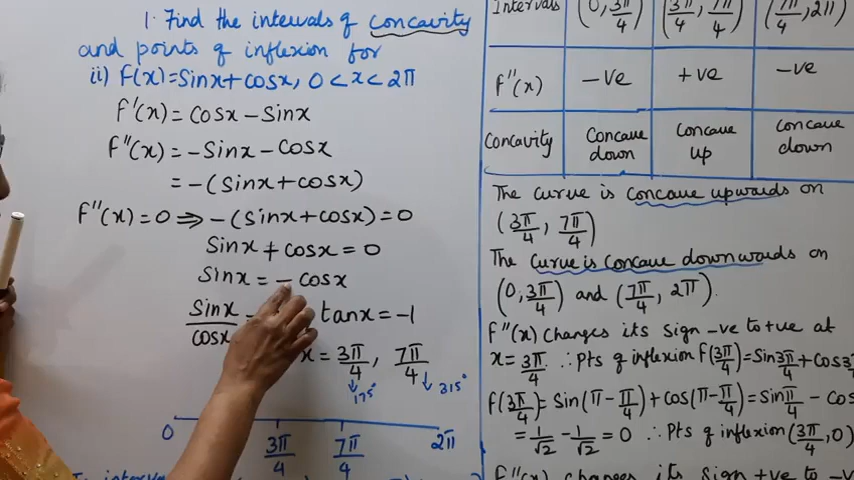 1. Find the intervals of concavity
and points of inflexion for
ii) F(x) = Sinx + cosx, 0 < x < 2π
F'(x) = cosx - Sinx
F''(x) = -Sinx - cosx
= -(Sinx + cosx)
F''(x) = 0 ⇒ -(Sinx + cosx) = 0
Sinx + cosx = 0
Sinx = - cosx
Sinx/cosx = tanx = -1
x = 3π/4, 7π/4
↓ 175° ↓ 315°
0 3π/4 7π/4 2π
Intervals (0, 3π/4) (3π/4, 7π/4) (7π/4, 2π)
F''(x) -ve +ve -ve
Concavity Concave down Concave up Concave down
The curve is concave upwards on
(3π/4, 7π/4)
The curve is concave downwards on
(0, 3π/4) and (7π/4, 2π).
F''(x) changes its sign -ve to +ve at
x = 3π/4 ∴ Pts of inflexion F(3π/4) = Sin3π/4 + cos3
F(3π/4) = Sin(π - π/4) + cos(π - π/4) = Sinπ/4 - cos
= 1/√2 - 1/√2 = 0 ∴ Pts of inflexion (3π/4, 0)
F''(x) changes its sign +ve to